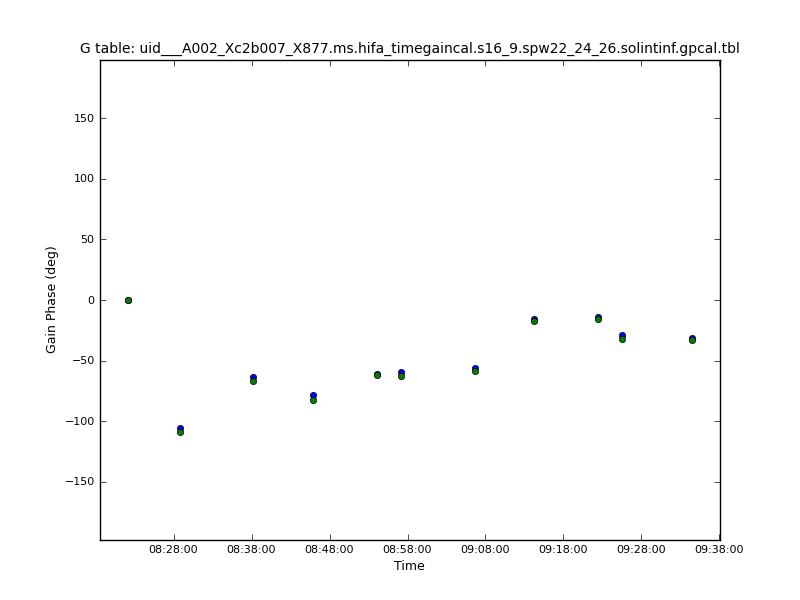 G table: uid___A002_Xc2b007_X877.ms.hifa_timegaincal.s16_9.spw22_24_26.solintinf.gpcal.tbl
150
100
50
0
−50
−100
−150
Gain Phase (deg)
08:28:00 08:38:00 08:48:00 08:58:00 09:08:00 09:18:00 09:28:00 09:38:00
Time